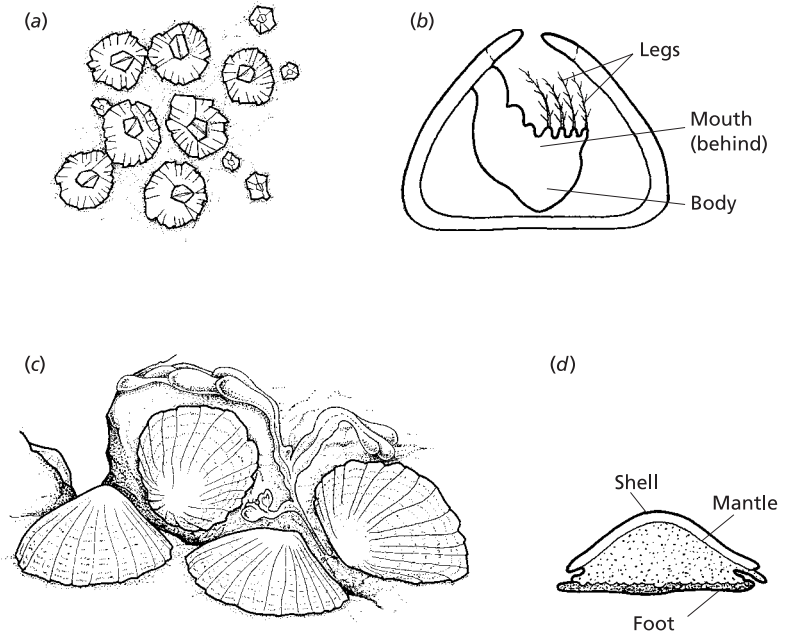 (a)
(b)
Legs
Mouth
(behind)
Body
(c)
(d)
Shell
Mantle
Foot